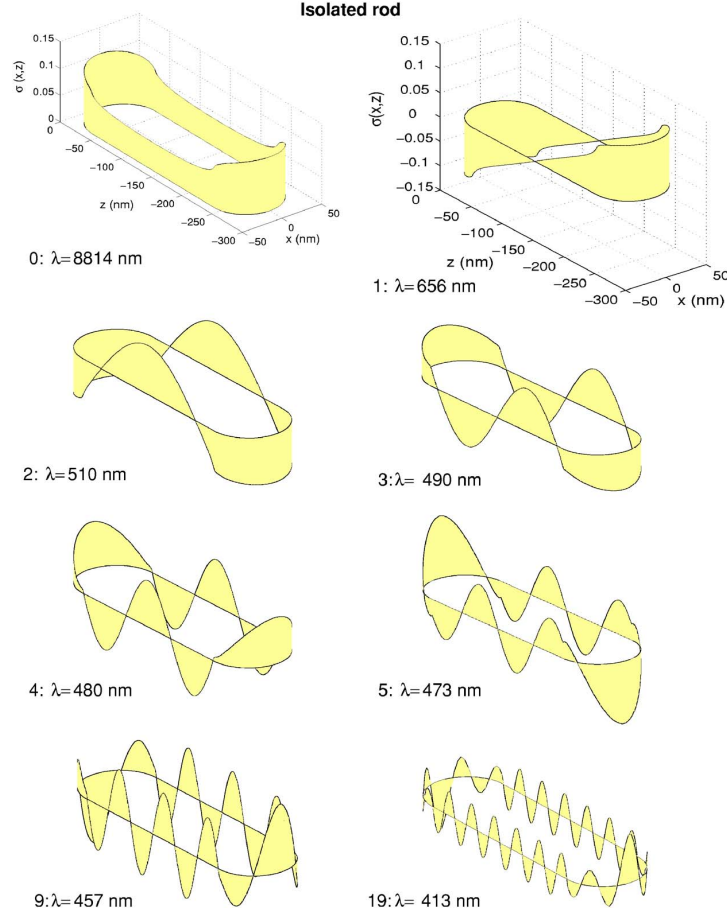 Isolated rod
0.15
0.1
0.05
0
σ (x,z)
0
−50
−100
−150
−200
−250
−300
z (nm)
−50
0
50
x (nm)
0: λ=8814 nm
0.15
0.1
0.05
0
−0.05
−0.1
−0.15
σ(x,z)
0
−50
−100
−150
−200
−250
−300
z (nm)
−50
0
50
x (nm)
1: λ=656 nm
2: λ=510 nm
3:λ= 490 nm
4: λ=480 nm
5: λ=473 nm
9:λ=457 nm
19:λ= 413 nm